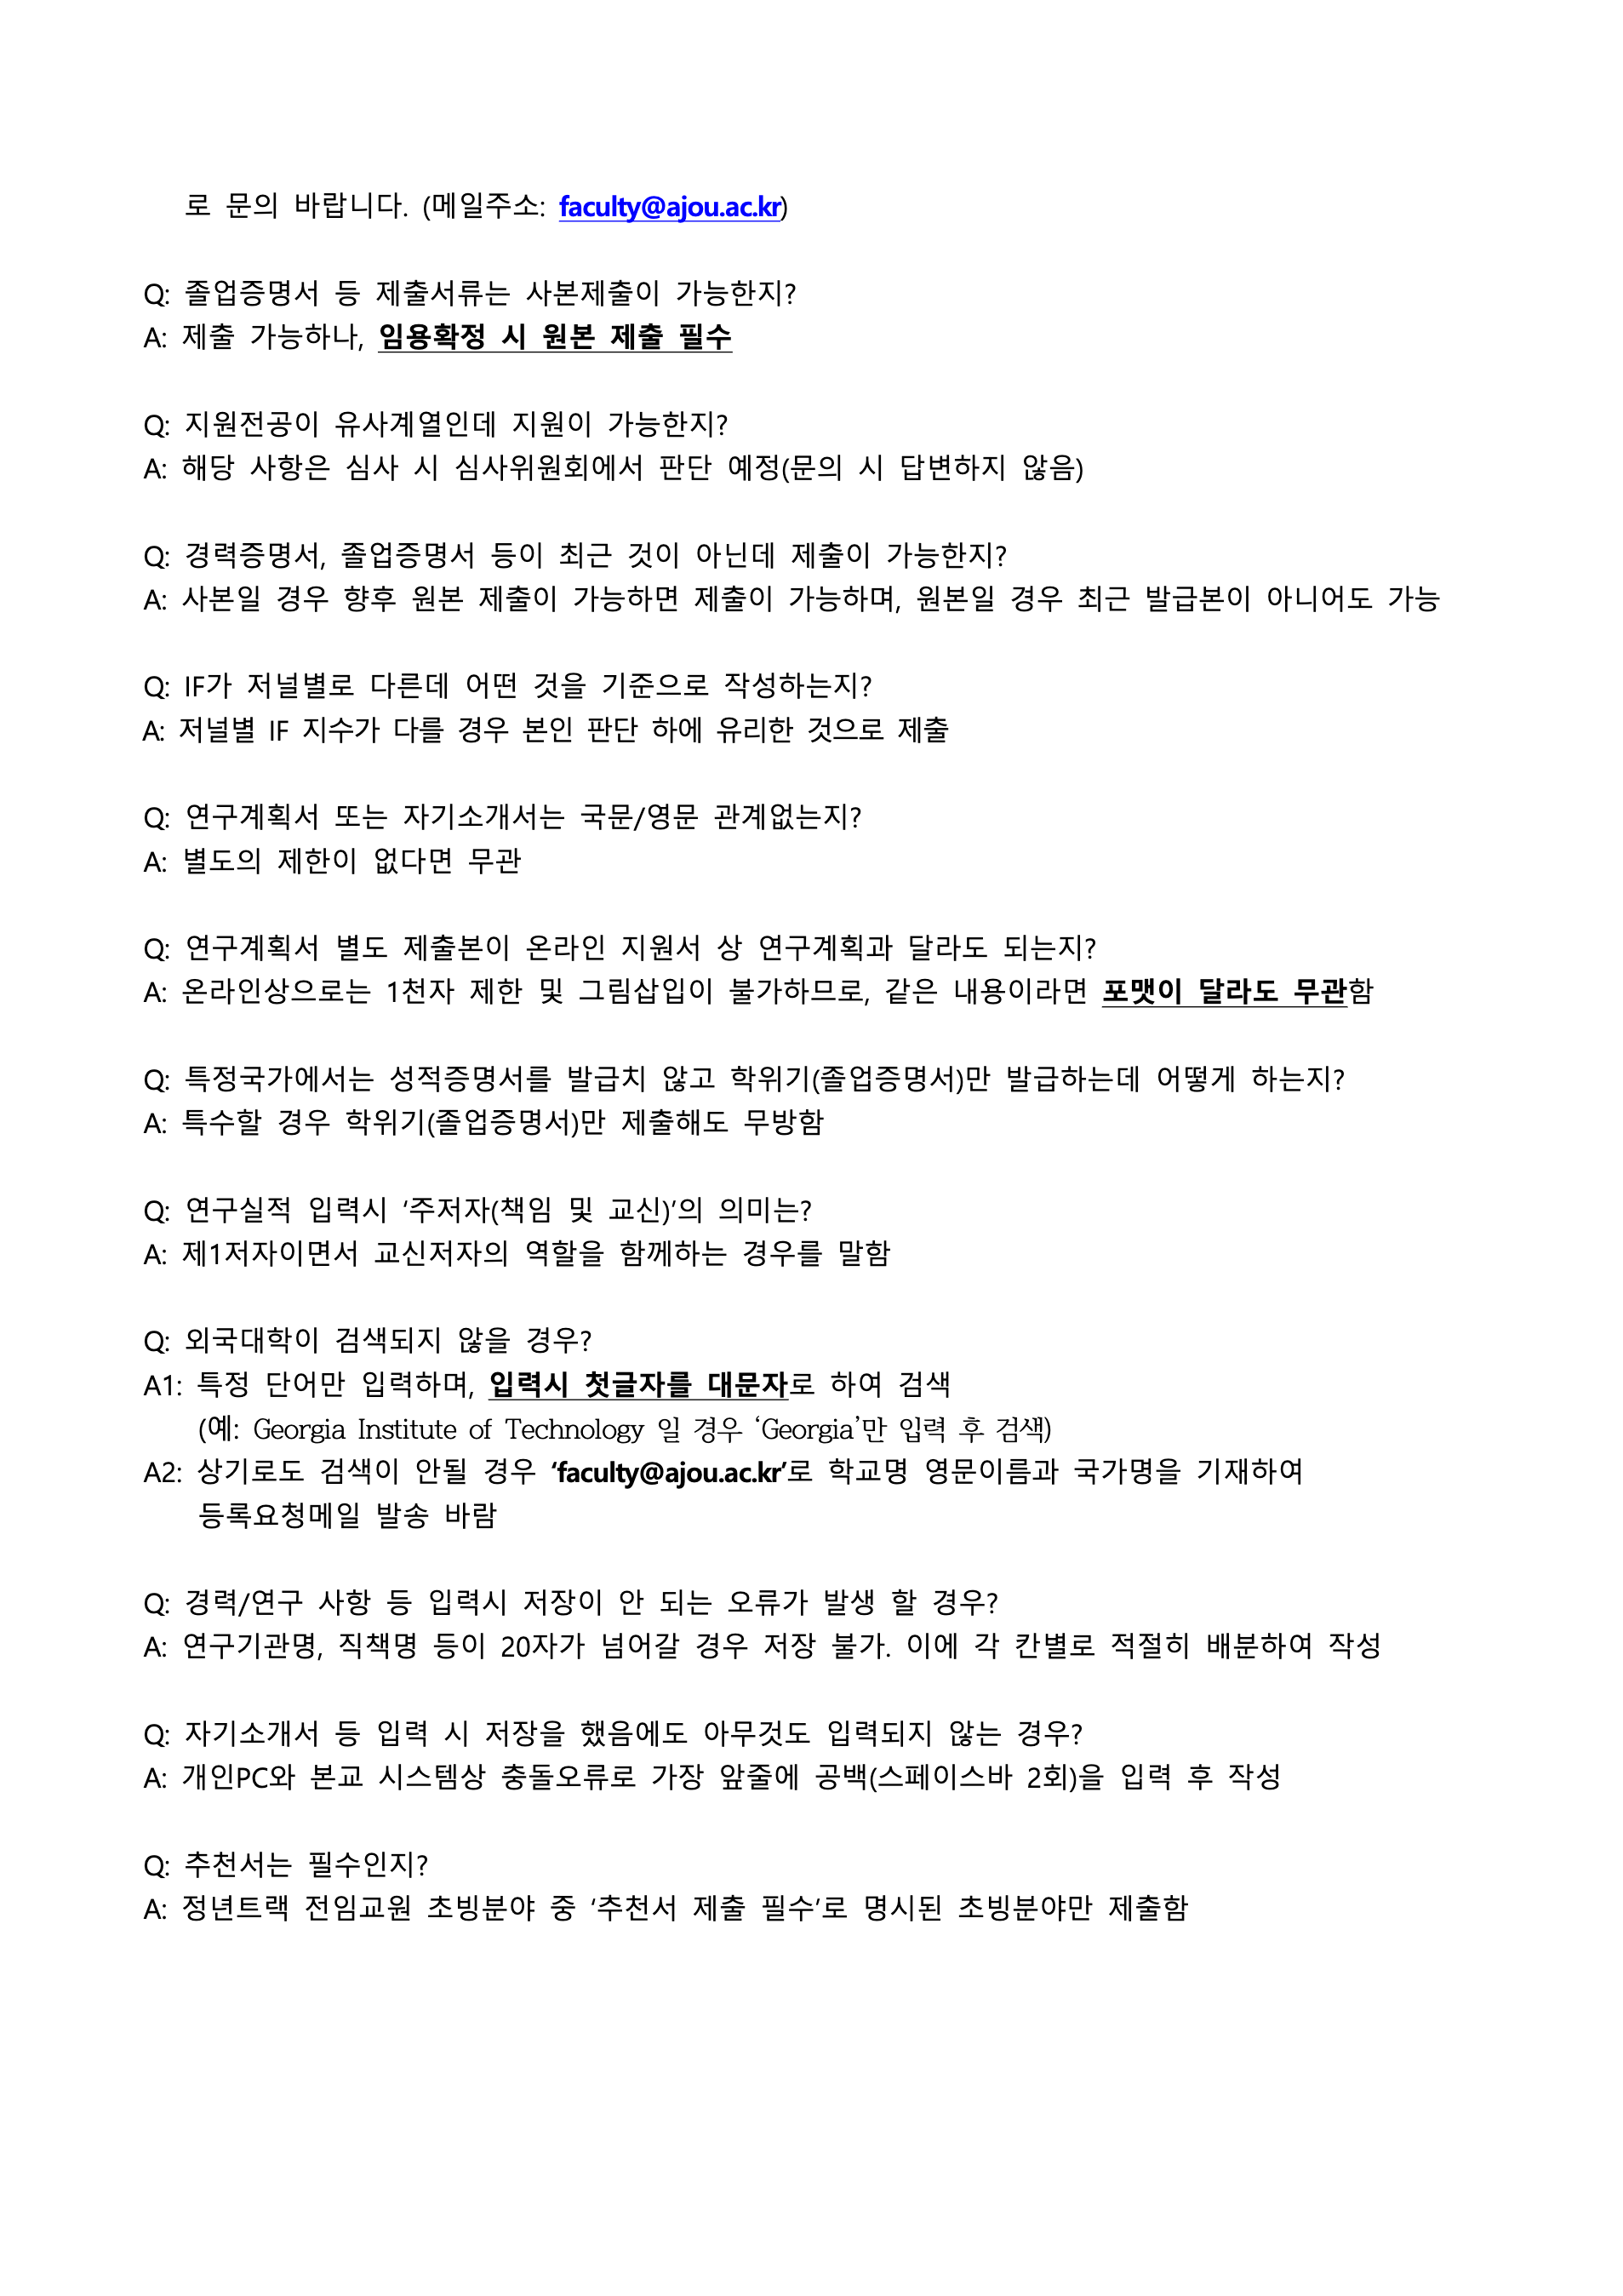 로 문의 바랍니다. (메일주소: faculty@ajou.ac.kr)
Q: 졸업증명서 등 제출서류는 사본제출이 가능한지?
A: 제출 가능하나, 임용확정 시 원본 제출 필수
Q: 지원전공이 유사계열인데 지원이 가능한지?
A: 해당 사항은 심사 시 심사위원회에서 판단 예정(문의 시 답변하지 않음)
Q: 경력증명서, 졸업증명서 등이 최근 것이 아닌데 제출이 가능한지?
A: 사본일 경우 향후 원본 제출이 가능하면 제출이 가능하며, 원본일 경우 최근 발급본이 아니어도 가능
Q: IF가 저널별로 다른데 어떤 것을 기준으로 작성하는지?
A: 저널별 IF 지수가 다를 경우 본인 판단 하에 유리한 것으로 제출
Q: 연구계획서 또는 자기소개서는 국문/영문 관계없는지?
A: 별도의 제한이 없다면 무관
Q: 연구계획서 별도 제출본이 온라인 지원서 상 연구계획과 달라도 되는지?
A: 온라인상으로는 1천자 제한 및 그림삽입이 불가하므로, 같은 내용이라면 포맷이 달라도 무관함
Q: 특정국가에서는 성적증명서를 발급치 않고 학위기(졸업증명서)만 발급하는데 어떻게 하는지?
A: 특수할 경우 학위기(졸업증명서)만 제출해도 무방함
Q: 연구실적 입력시 ‘주저자(책임 및 교신)’의 의미는?
A: 제1저자이면서 교신저자의 역할을 함께하는 경우를 말함
Q: 외국대학이 검색되지 않을 경우?
A1: 특정 단어만 입력하며, 입력시 첫글자를 대문자로 하여 검색
(예: Georgia Institute of Technology 일 경우 ‘Georgia’만 입력 후 검색)
A2: 상기로도 검색이 안될 경우 ‘faculty@ajou.ac.kr’로 학교명 영문이름과 국가명을 기재하여
등록요청메일 발송 바람
Q: 경력/연구 사항 등 입력시 저장이 안 되는 오류가 발생 할 경우?
A: 연구기관명, 직책명 등이 20자가 넘어갈 경우 저장 불가. 이에 각 칸별로 적절히 배분하여 작성
Q: 자기소개서 등 입력 시 저장을 했음에도 아무것도 입력되지 않는 경우?
A: 개인PC와 본교 시스템상 충돌오류로 가장 앞줄에 공백(스페이스바 2회)을 입력 후 작성
Q: 추천서는 필수인지?
A: 정년트랙 전임교원 초빙분야 중 ‘추천서 제출 필수’로 명시된 초빙분야만 제출함